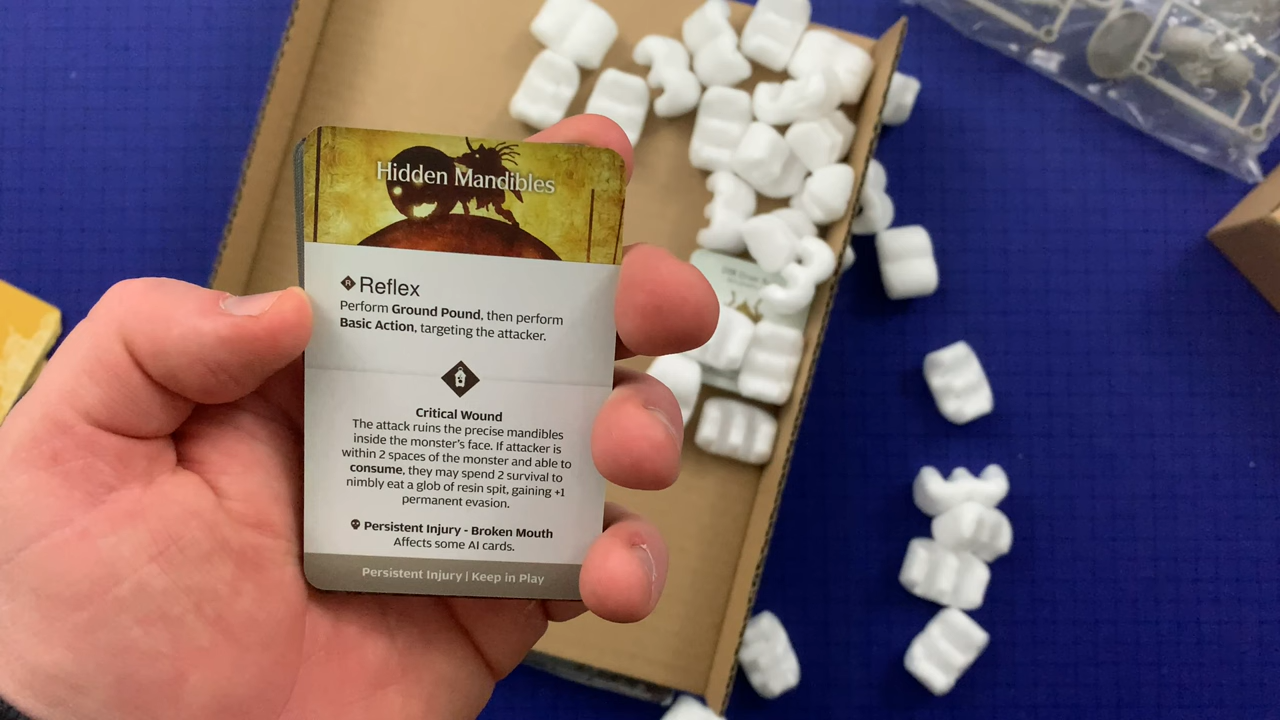 Hidden Mandibles
R Reflex
Perform Ground Pound, then perform
Basic Action, targeting the attacker.
Critical Wound
The attack ruins the precise mandibles
inside the monster's face. If attacker is
within 2 spaces of the monster and able to
consume, they may spend 2 survival to
nimbly eat a glob of resin spit, gaining +1
permanent evasion.
Persistent Injury - Broken Mouth
Affects some AI cards.
Persistent Injury | Keep in Play